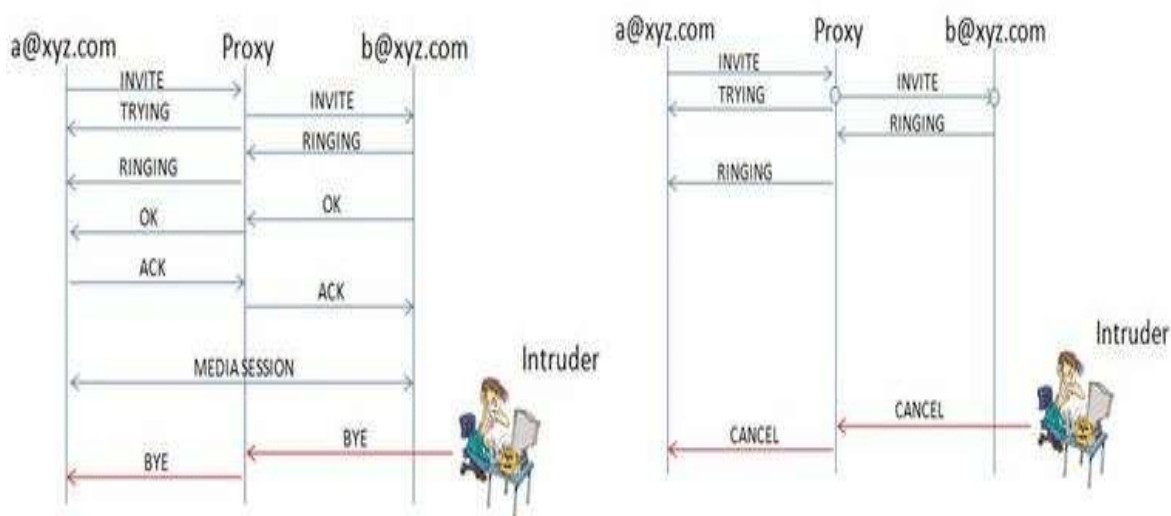 a@xyz.com Proxy b@xyz.com
INVITE
TRYING
INVITE
RINGING
RINGING
OK
OK
ACK
ACK
MEDIA SESSION
Intruder
BYE
BYE
a@xyz.com Proxy b@xyz.com
INVITE
INVITE
TRYING
RINGING
RINGING
Intruder
CANCEL
CANCEL